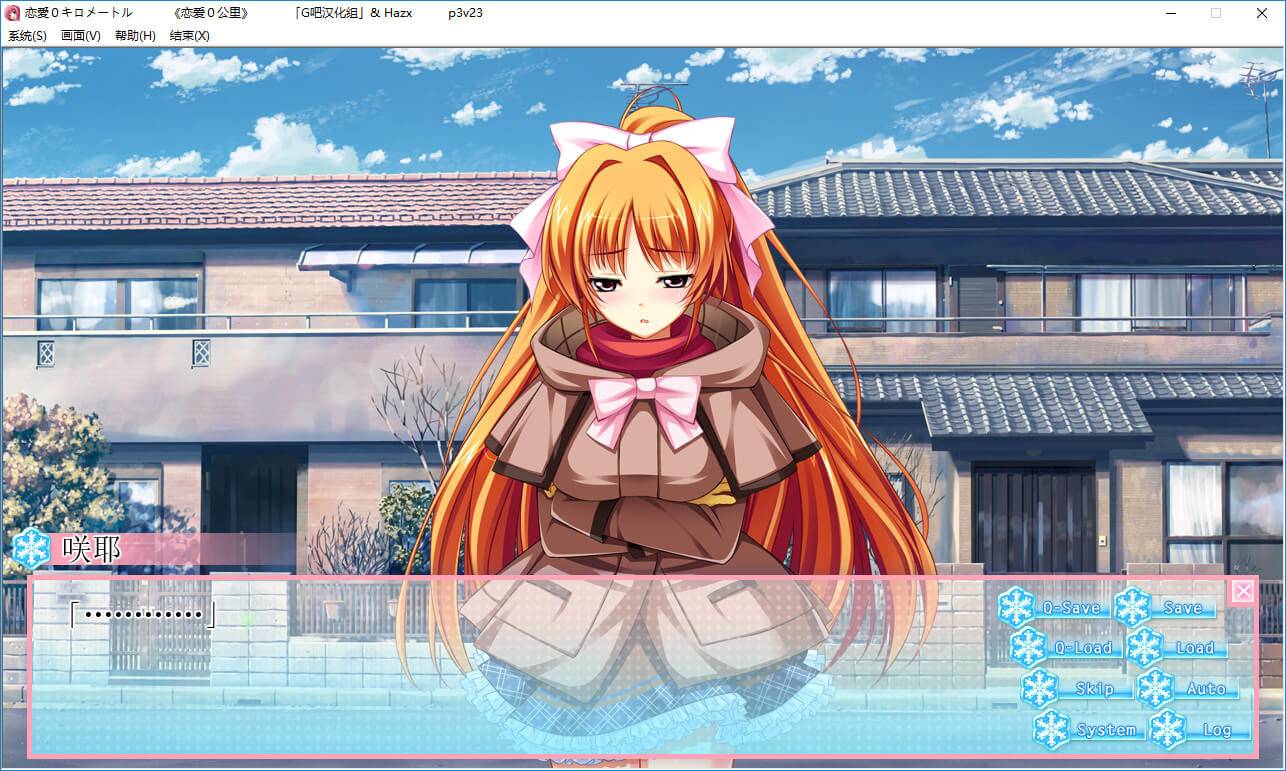 恋愛０キロメートル 《恋爱０公里》 「G吧汉化组」& Hazx p3v23
系统(S) 画面(V) 帮助(H) 结束(X)
咲耶
「••••••••••••」
Q-Save Save
Q-Load Load
Skip Auto
System Log